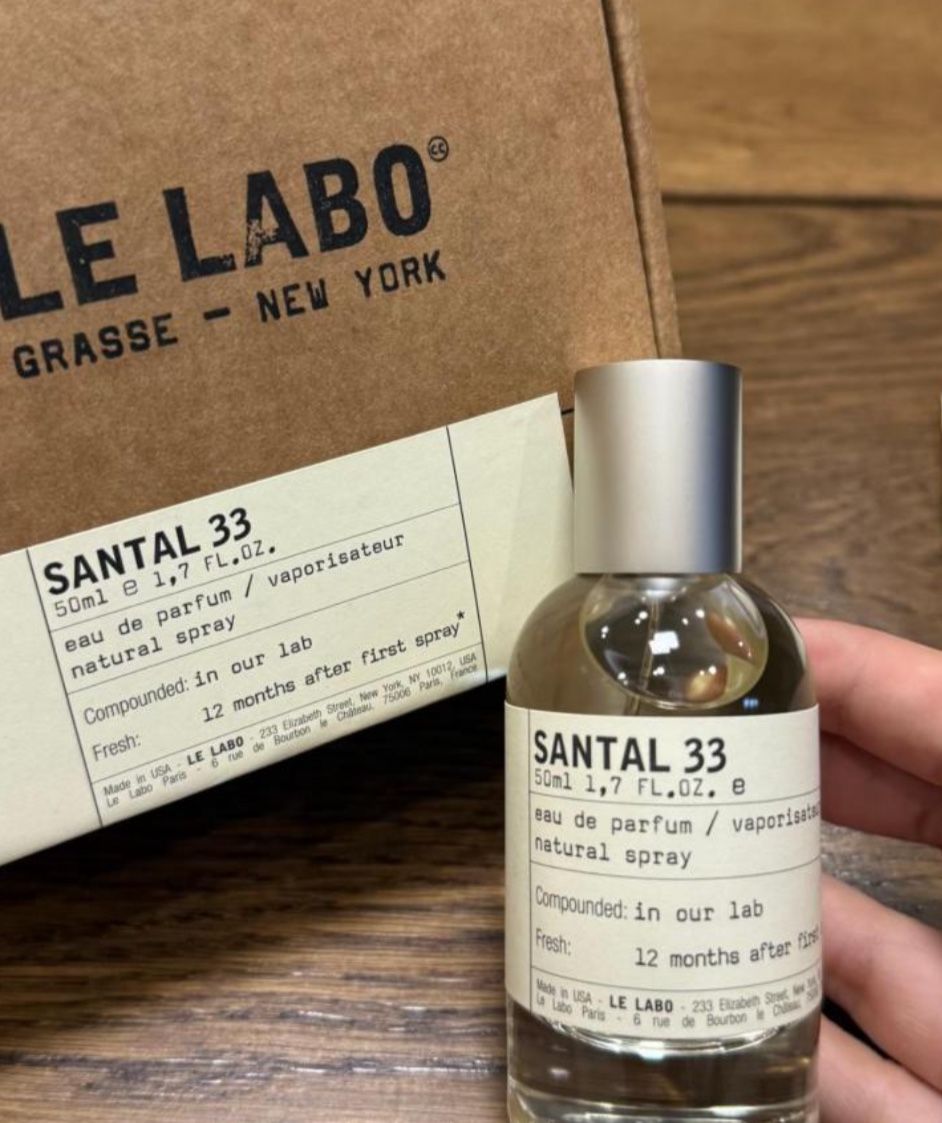 LE LABO
GRASSE — NEW YORK
SANTAL 33
50ml e 1,7 FL.OZ.
eau de parfum / vaporisateur
natural spray
Compounded: in our lab
Fresh: 12 months after first spray*
Made in USA - LE LABO - 233 Elizabeth Street, New York, NY 10012, USA
Le Labo Paris - 6 rue de Bourbon le Château, 75006 Paris, France
SANTAL 33
50ml 1,7 FL.OZ. e
eau de parfum / vaporisat
natural spray
Compounded: in our lab
Fresh: 12 months after firs
Made in USA - LE LABO - 233 Elizabeth Street, New
Le Labo Paris - 6 rue de Bourbon le Château,